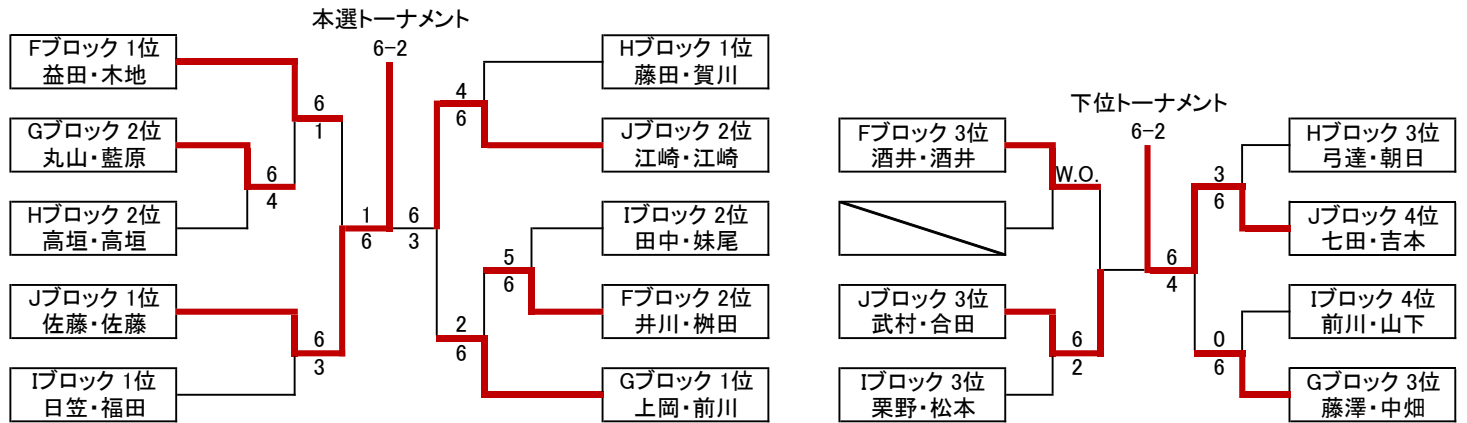 本選トーナメント
6-2
Fブロック 1位
益田・木地
Gブロック 2位
丸山・藍原
Hブロック 2位
高垣・高垣
Jブロック 1位
佐藤・佐藤
Iブロック 1位
日笠・福田
6
1
6
4
6
3
1
6
6
3
4
6
5
6
2
6
Hブロック 1位
藤田・賀川
Jブロック 2位
江崎・江崎
Iブロック 2位
田中・妹尾
Fブロック 2位
井川・桝田
Gブロック 1位
上岡・前川
下位トーナメント
6-2
Fブロック 3位
酒井・酒井
Jブロック 3位
武村・合田
Iブロック 3位
栗野・松本
W.O.
6
2
6
4
3
6
0
6
Hブロック 3位
弓達・朝日
Jブロック 4位
七田・吉本
Iブロック 4位
前川・山下
Gブロック 3位
藤澤・中畑